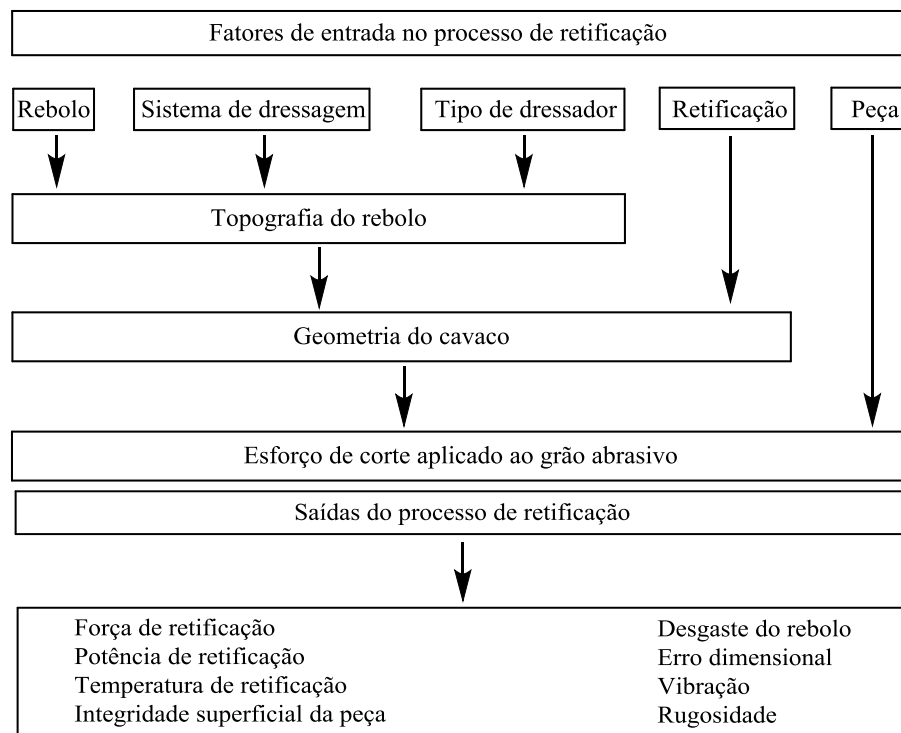 Fatores de entrada no processo de retificação
Rebolo
Sistema de dressagem
Tipo de dressador
Retificação
Peça
Topografia do rebolo
Geometria do cavaco
Esforço de corte aplicado ao grão abrasivo
Saídas do processo de retificação
Força de retificação
Potência de retificação
Temperatura de retificação
Integridade superficial da peça
Desgaste do rebolo
Erro dimensional
Vibração
Rugosidade